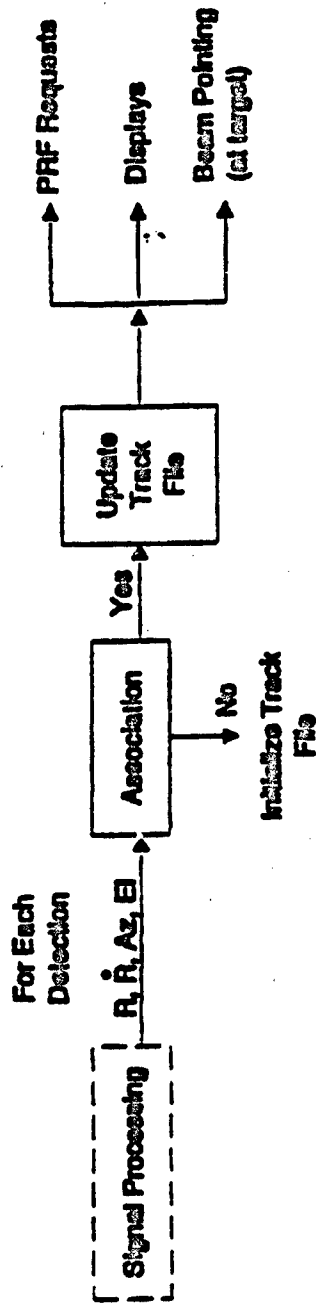 Signal Processing
For Each
Detection
R, Ṙ, Az, El
Association
No
Initialize Track
File
Yes
Update
Track
File
PRF Requests
Displays
Beam Pointing
(at target)